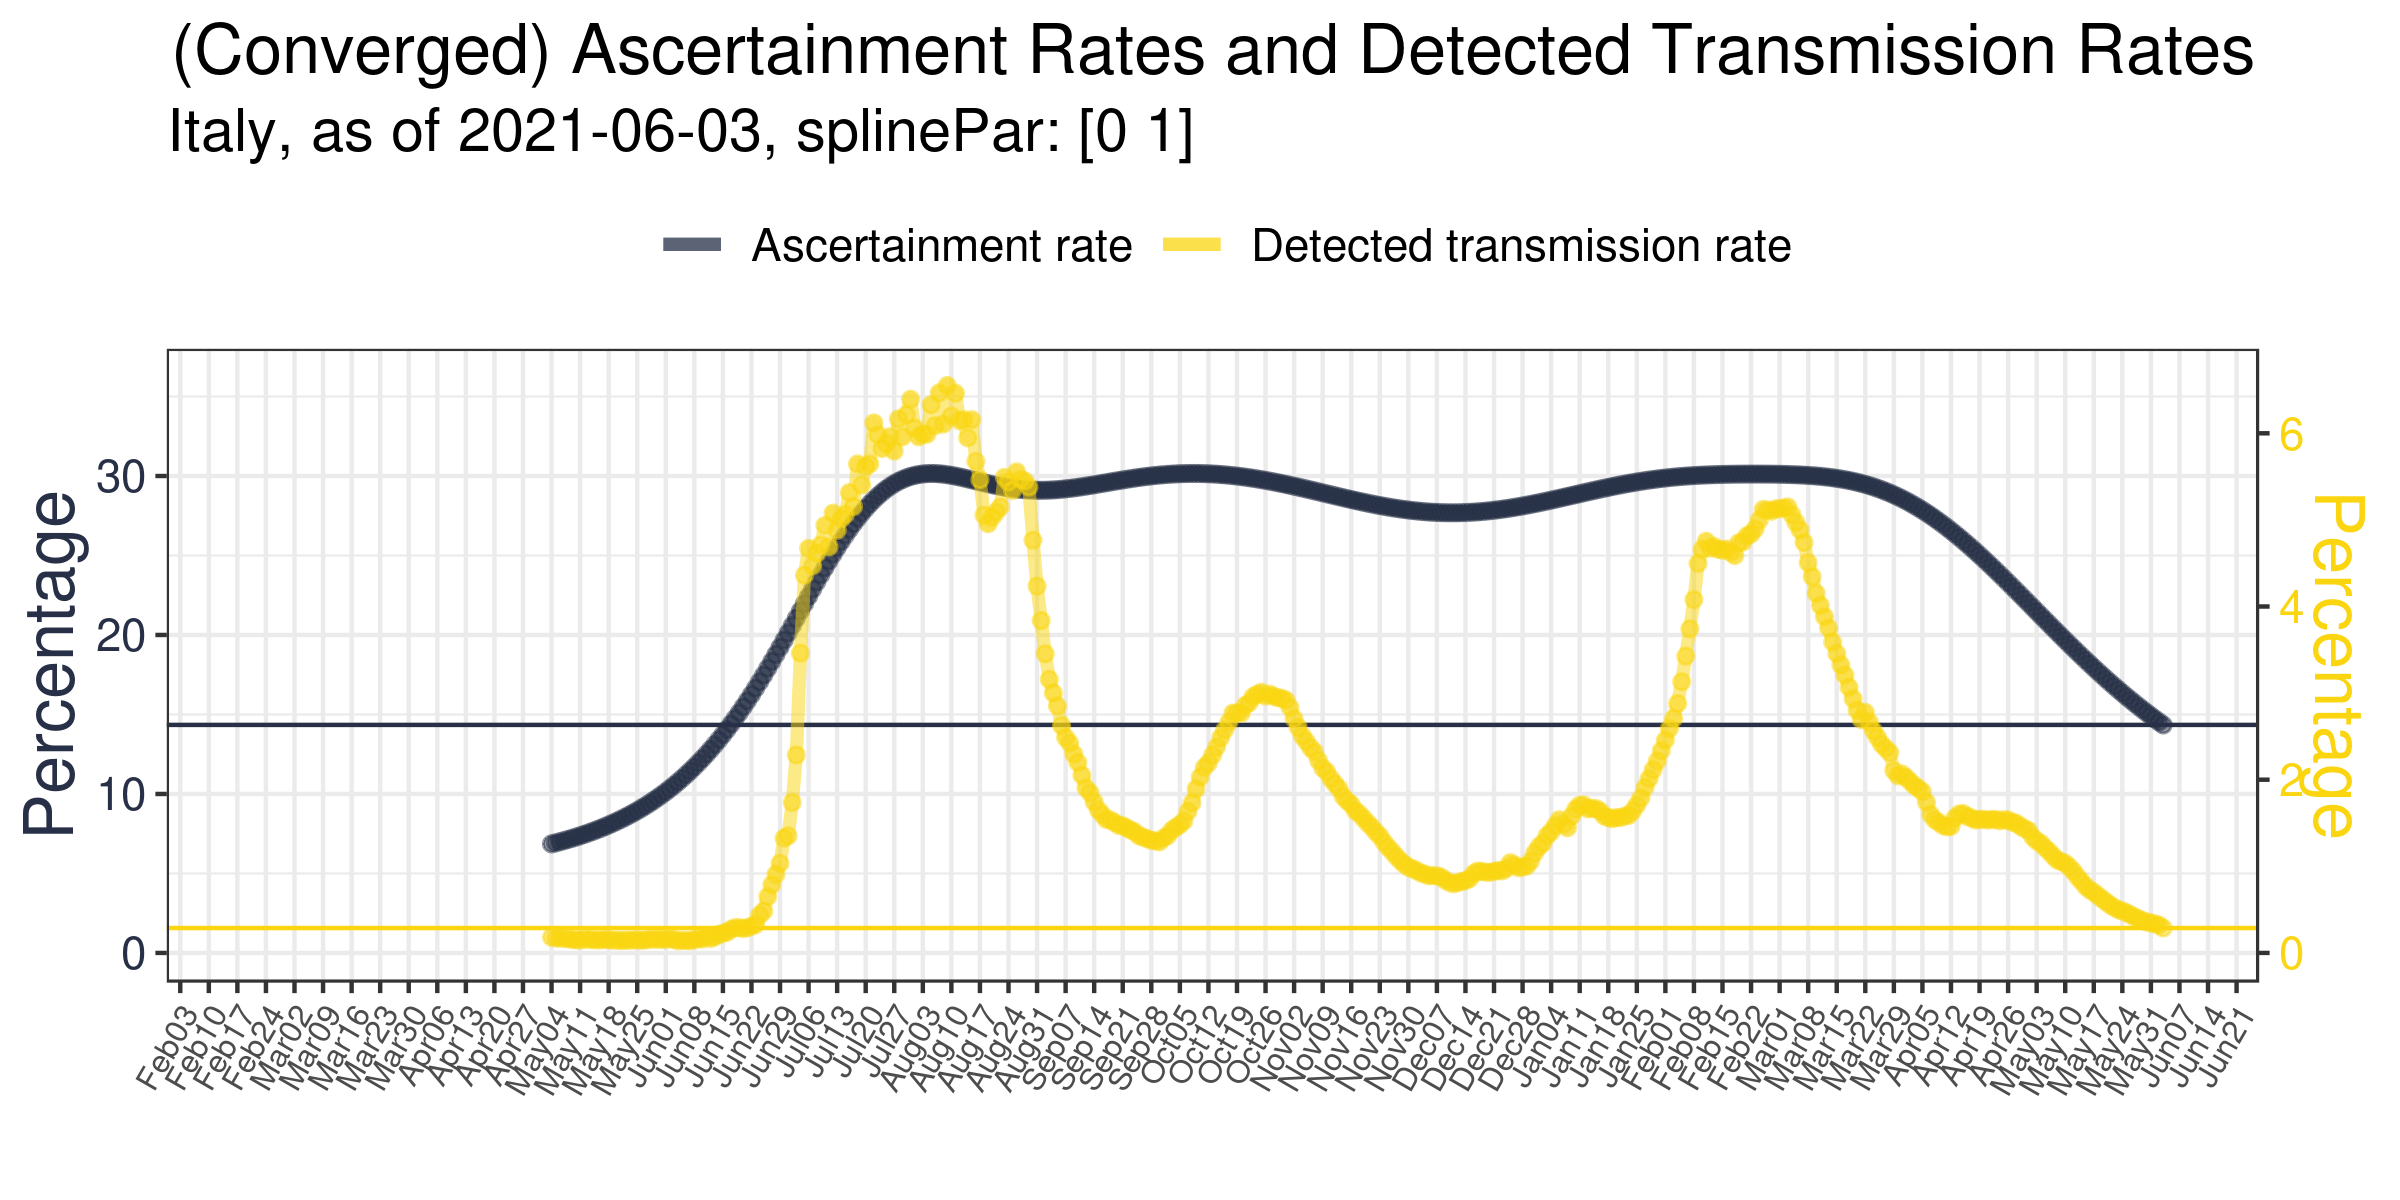 (Converged) Ascertainment Rates and Detected Transmission Rates
Italy, as of 2021-06-03, splinePar: [0 1]
Ascertainment rate
Detected transmission rate
Percentage
30
20
10
0
6
4
2
0
Percentage
Feb03
Feb10
Feb17
Feb24
Mar02
Mar09
Mar16
Mar23
Mar30
Apr06
Apr13
Apr20
Apr27
May04
May11
May18
May25
Jun01
Jun08
Jun15
Jun22
Jun29
Jul06
Jul13
Jul20
Jul27
Aug03
Aug10
Aug17
Aug24
Aug31
Sep07
Sep14
Sep21
Sep28
Oct05
Oct12
Oct19
Oct26
Nov02
Nov09
Nov16
Nov23
Nov30
Dec07
Dec14
Dec21
Dec28
Jan04
Jan11
Jan18
Jan25
Feb01
Feb08
Feb15
Feb22
Mar01
Mar08
Mar15
Mar22
Mar29
Apr05
Apr12
Apr19
Apr26
May03
May10
May17
May24
May31
Jun07
Jun14
Jun21